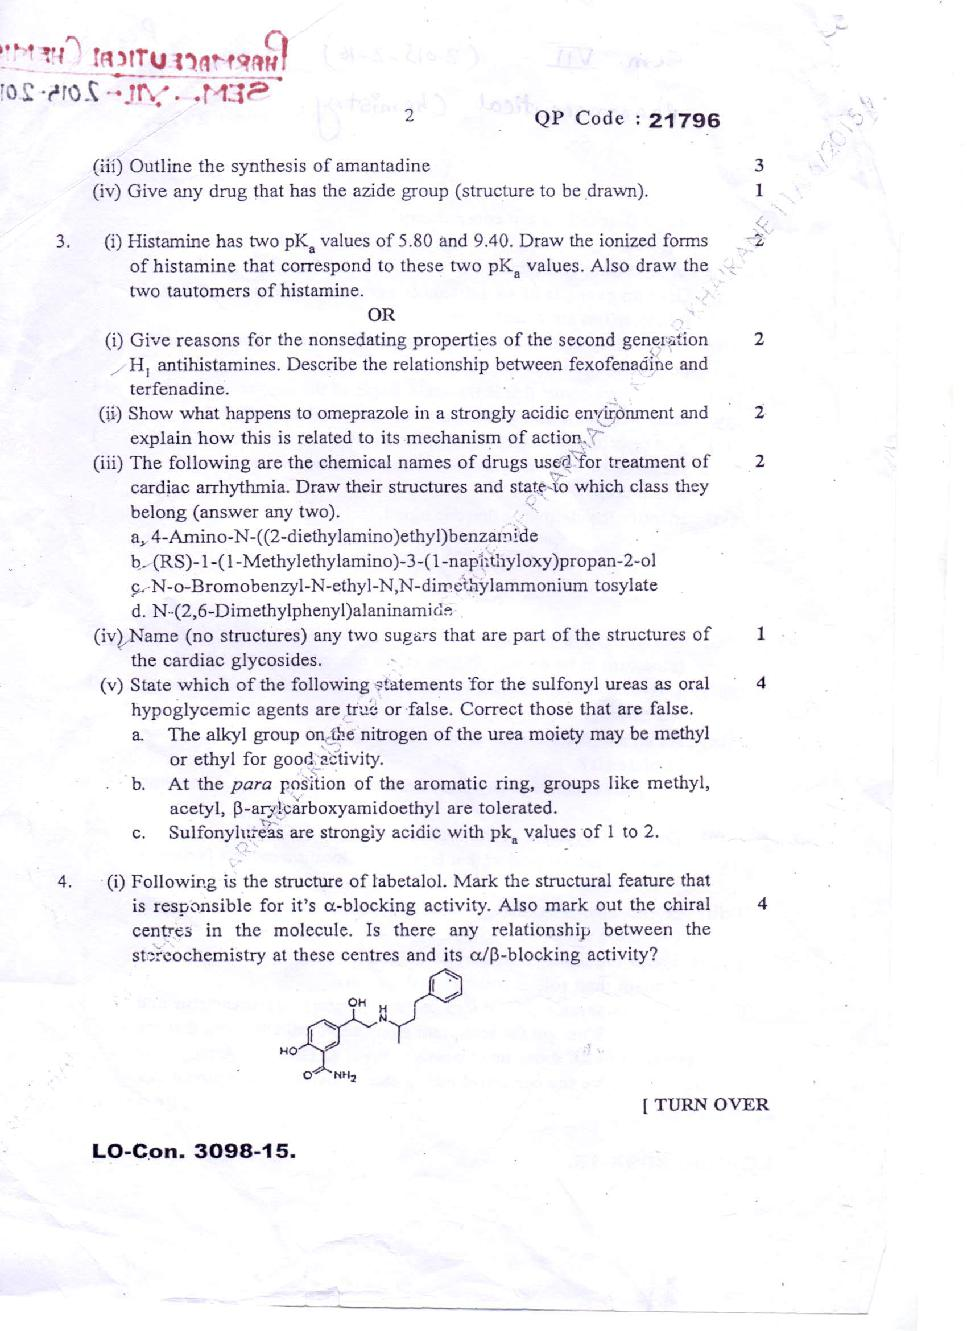 PHARMACEUTICAL CHEM
SEM. VII - 2015-201
2 QP Code : 21796
(iii) Outline the synthesis of amantadine 3
(iv) Give any drug that has the azide group (structure to be drawn). 1
3. (i) Histamine has two pKa values of 5.80 and 9.40. Draw the ionized forms 2
of histamine that correspond to these two pKa values. Also draw the
two tautomers of histamine.
OR
(i) Give reasons for the nonsedating properties of the second generation 2
H1 antihistamines. Describe the relationship between fexofenadine and
terfenadine.
(ii) Show what happens to omeprazole in a strongly acidic environment and 2
explain how this is related to its mechanism of action.
(iii) The following are the chemical names of drugs used for treatment of 2
cardiac arrhythmia. Draw their structures and state to which class they
belong (answer any two).
a. 4-Amino-N-((2-diethylamino)ethyl)benzamide
b. (RS)-1-(1-Methylethylamino)-3-(1-naphthyloxy)propan-2-ol
c. N-o-Bromobenzyl-N-ethyl-N,N-dimethylammonium tosylate
d. N-(2,6-Dimethylphenyl)alaninamide
(iv) Name (no structures) any two sugars that are part of the structures of 1
the cardiac glycosides.
(v) State which of the following statements for the sulfonyl ureas as oral 4
hypoglycemic agents are true or false. Correct those that are false.
a. The alkyl group on the nitrogen of the urea moiety may be methyl
or ethyl for good activity.
b. At the para position of the aromatic ring, groups like methyl,
acetyl, β-arylcarboxyamidoethyl are tolerated.
c. Sulfonylureas are strongly acidic with pka values of 1 to 2.
4. (i) Following is the structure of labetalol. Mark the structural feature that
is responsible for it's α-blocking activity. Also mark out the chiral 4
centres in the molecule. Is there any relationship between the
stereochemistry at these centres and its α/β-blocking activity?
OH
H
N
HO
O NH2
[ TURN OVER
LO-Con. 3098-15.